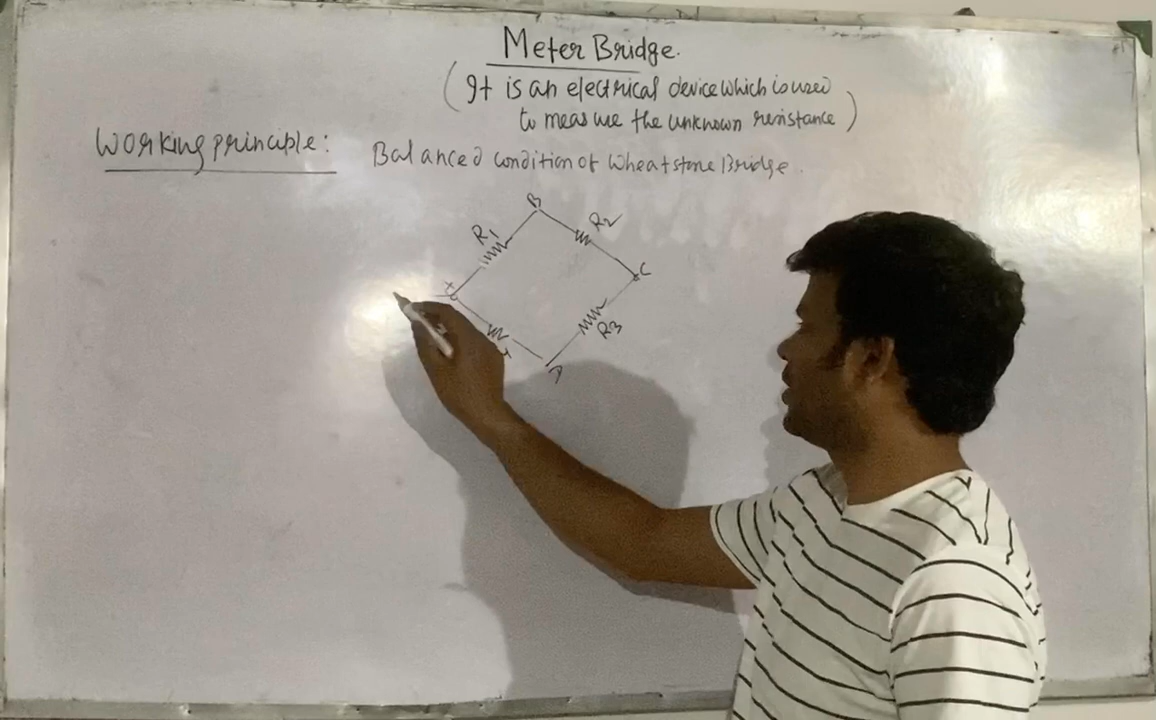 Meter Bridge.
(It is an electrical device which is used
to measure the unknown resistance)
Working principle: Balanced condition of Wheatstone Bridge.
B
R1 R2
A C
R3
D